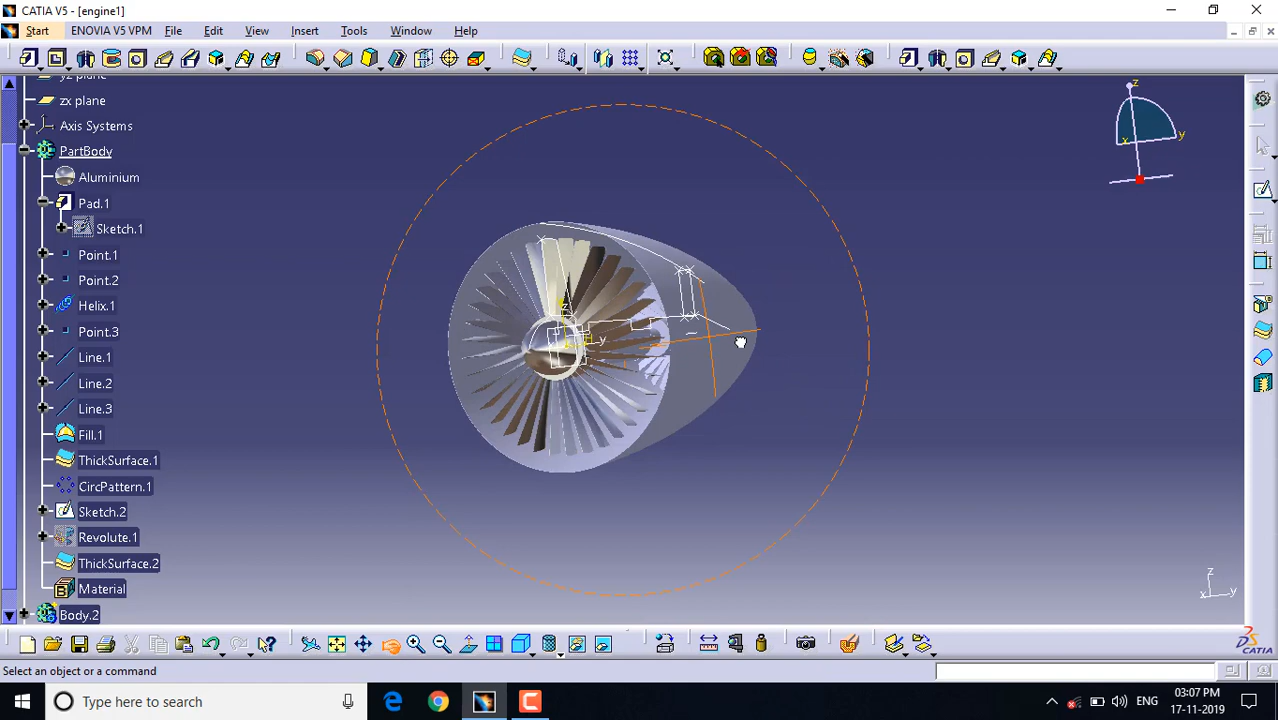 CATIA V5 - [engine1]
Start ENOVIA V5 VPM File Edit View Insert Tools Window Help
yz plane
zx plane
Axis Systems
PartBody
Aluminium
Pad.1
Sketch.1
Point.1
Point.2
Helix.1
Point.3
Line.1
Line.2
Line.3
Fill.1
ThickSurface.1
CircPattern.1
Sketch.2
Revolute.1
ThickSurface.2
Material
Body.2
z
y
x
z
y
z
x y
CATIA
Select an object or a command
Type here to search
ENG
03:07 PM
17-11-2019